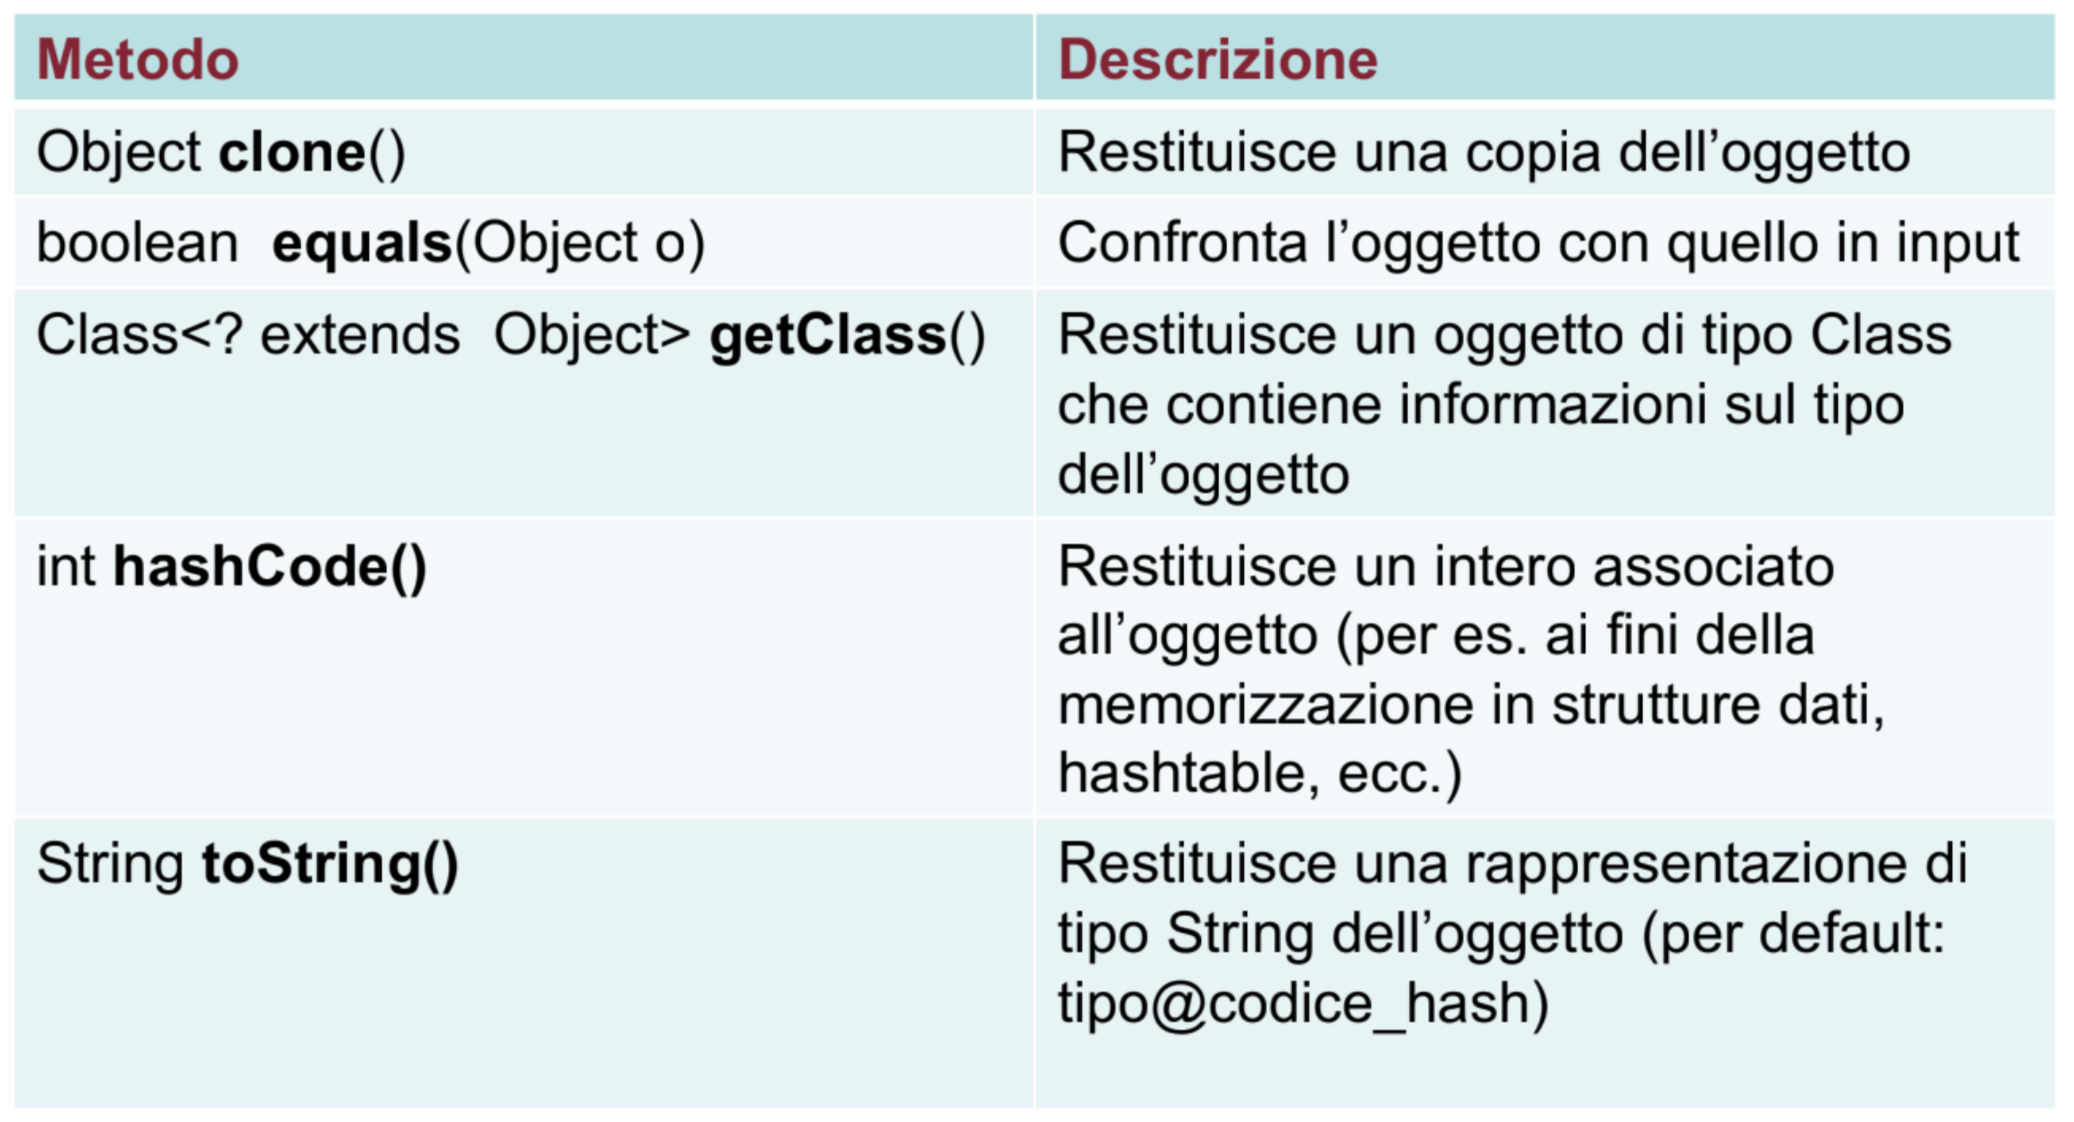 Metodo
Descrizione
Object clone()
Restituisce una copia dell’oggetto
boolean  equals(Object o)
Confronta l’oggetto con quello in input
Class<? extends  Object> getClass()
Restituisce un oggetto di tipo Class
che contiene informazioni sul tipo
dell’oggetto
int hashCode()
Restituisce un intero associato
all’oggetto (per es. ai fini della
memorizzazione in strutture dati,
hashtable, ecc.)
String toString()
Restituisce una rappresentazione di
tipo String dell’oggetto (per default:
tipo@codice_hash)